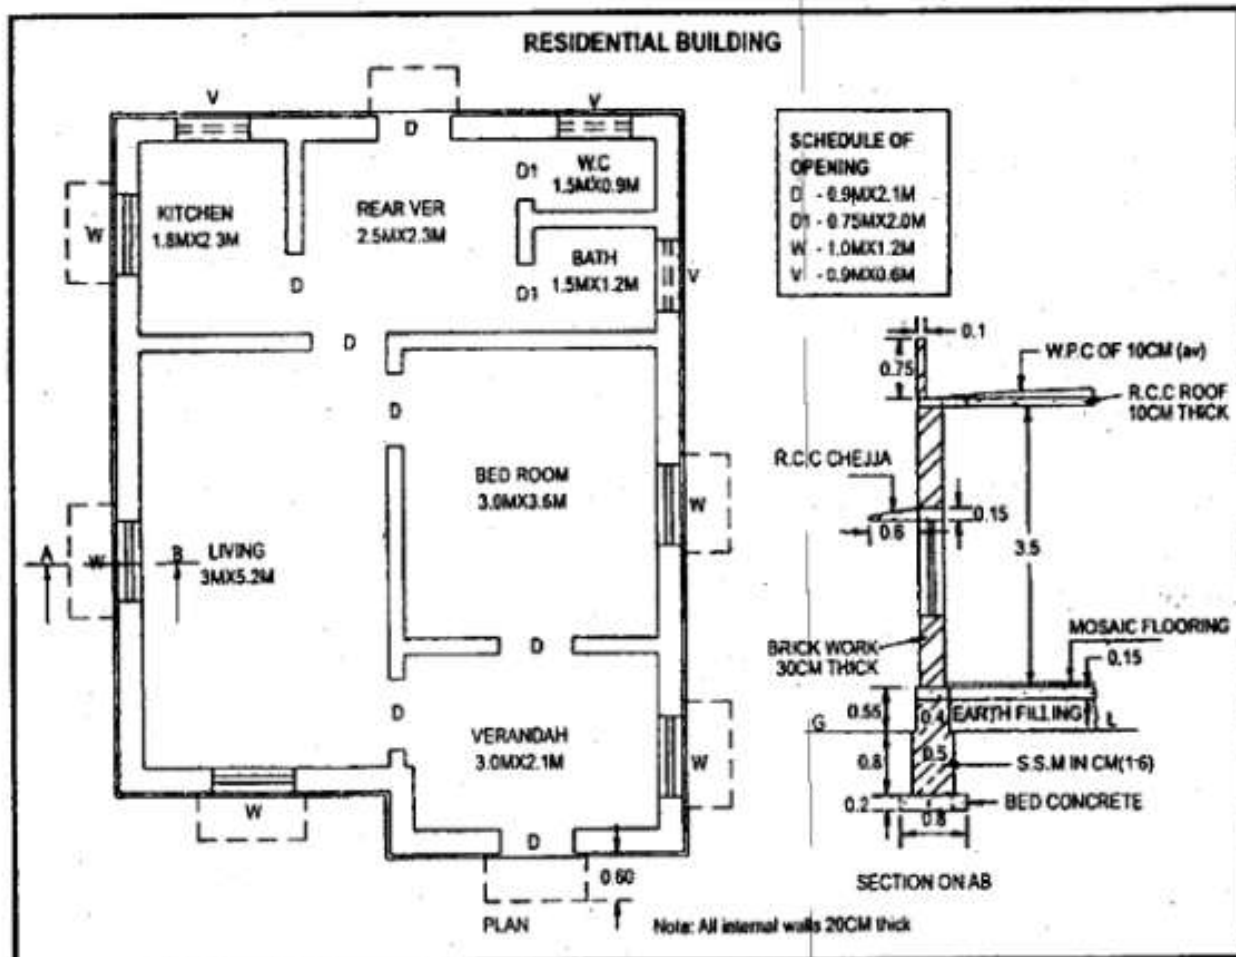 RESIDENTIAL BUILDING
V
V
D
D1
W.C
1.5MX0.9M
KITCHEN
1.8MX2.3M
REAR VER
2.5MX2.3M
W
BATH
1.5MX1.2M
V
D
D1
D
D
BED ROOM
3.0MX3.6M
W
A
W
B
LIVING
3MX5.2M
D
D
VERANDAH
3.0MX2.1M
W
W
D
0.60
PLAN
Note: All internal walls 20CM thick
SCHEDULE OF
OPENING
D - 0.9MX2.1M
D1 - 0.75MX2.0M
W - 1.0MX1.2M
V - 0.9MX0.6M
0.1
W.P.C OF 10CM (av)
0.75
R.C.C ROOF
10CM THICK
R.C.C CHEJJA
0.15
0.6
3.5
MOSAIC FLOORING
BRICK WORK
30CM THICK
0.15
0.55
0.4
EARTH FILLING
G
L
0.8
0.5
S.S.M IN CM(1:6)
0.2
BED CONCRETE
0.8
SECTION ON AB